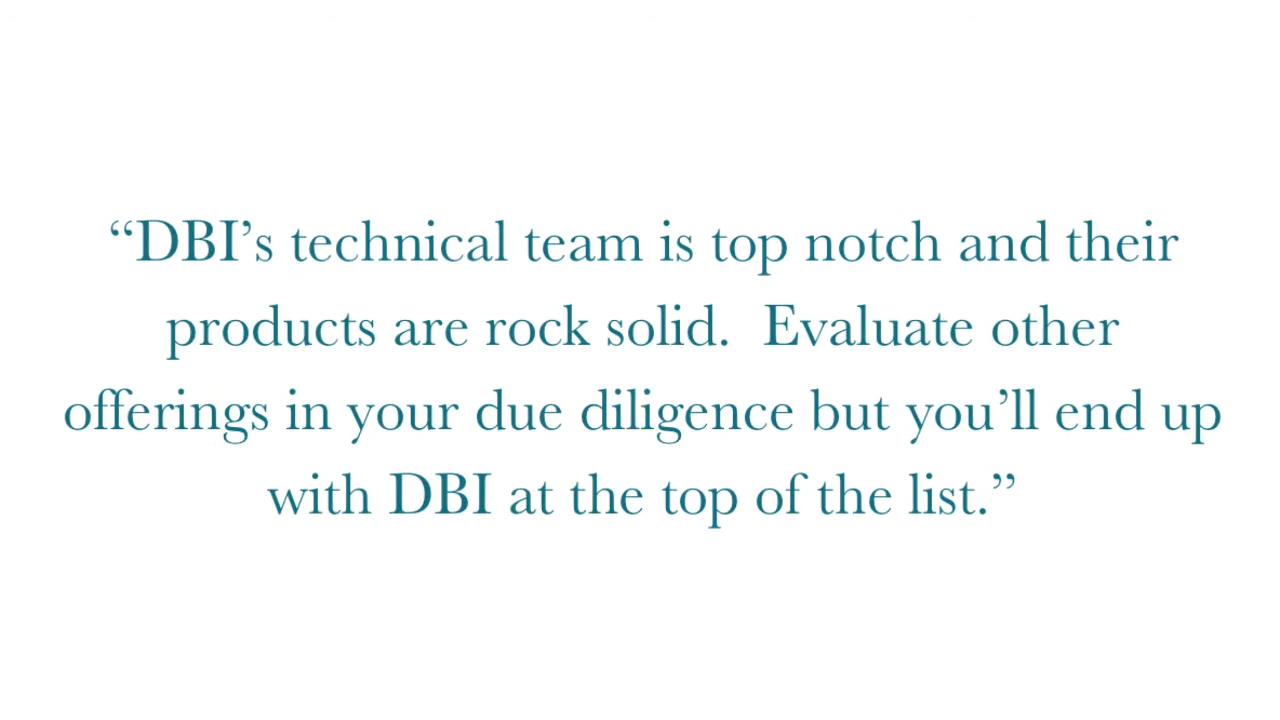 “DBI’s technical team is top notch and their
products are rock solid.  Evaluate other
offerings in your due diligence but you’ll end up
with DBI at the top of the list.”